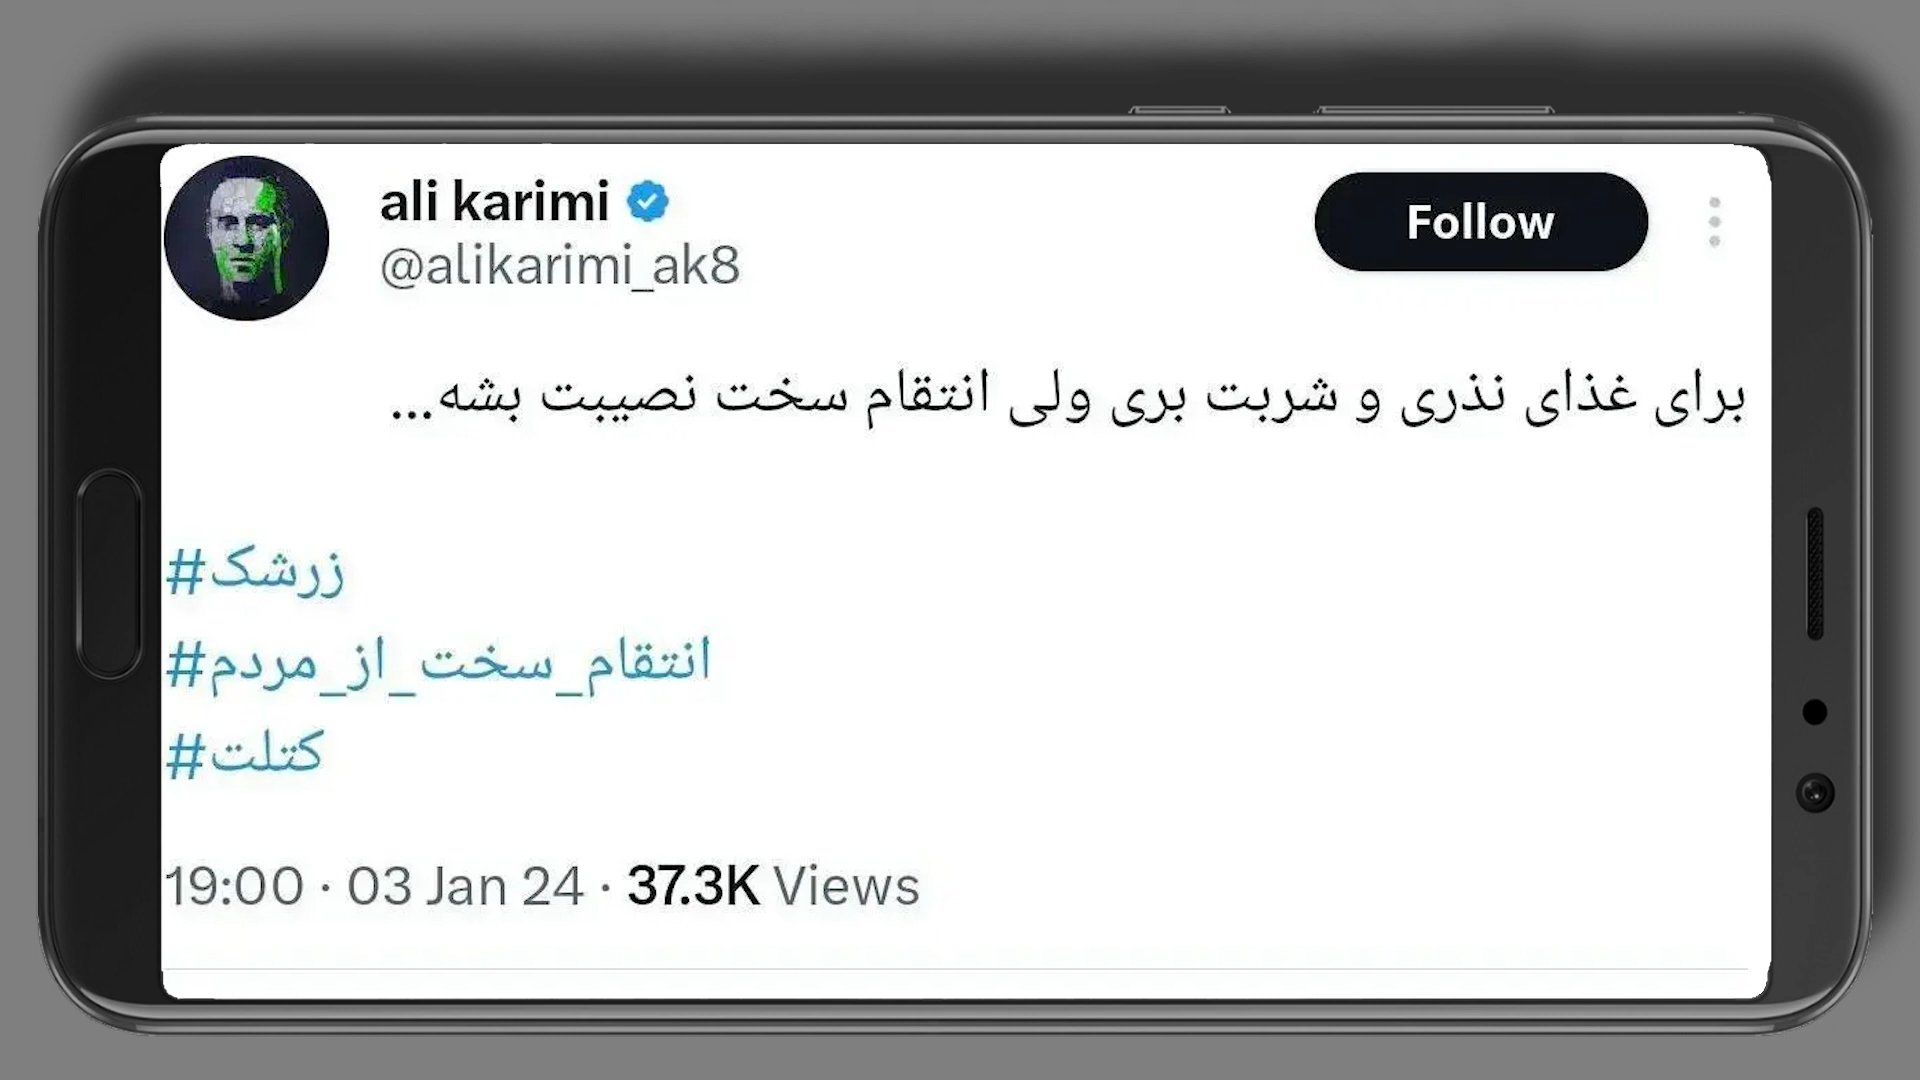 ali karimi
@alikarimi_ak8
Follow
برای غذای نذری و شربت بری ولی انتقام سخت نصیبت بشه...
#زرشک
#انتقام_سخت_از_مردم
#کتلت
19:00 · 03 Jan 24 · 37.3K Views